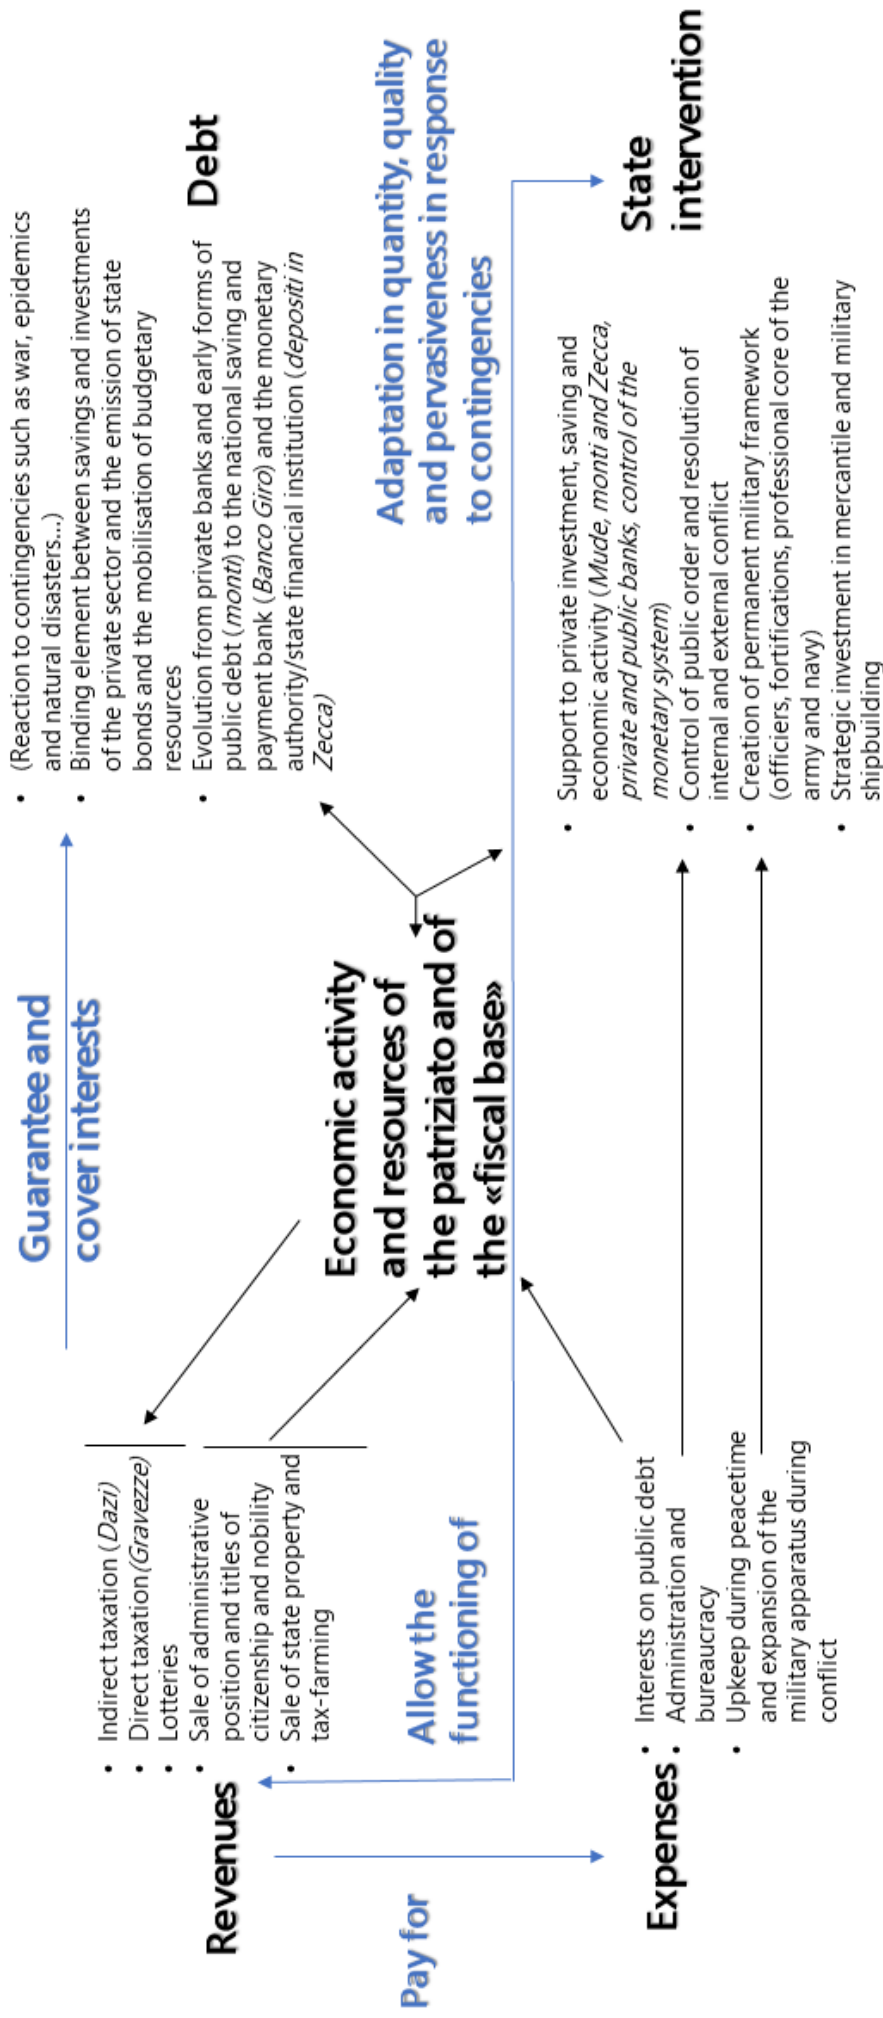 Revenues
• Indirect taxation (Dazi)
• Direct taxation(Gravezze)
• Lotteries
• Sale of administrative
position and titles of
citizenship and nobility
• Sale of state property and
tax-farming
Guarantee and
cover interests
• (Reaction to contingencies such as war, epidemics
and natural disasters...)
• Binding element between savings and investments
of the private sector and the emission of state
bonds and the mobilisation of budgetary
resources
• Evolution from private banks and early forms of
public debt (monti) to the national saving and
payment bank (Banco Giro) and the monetary
authority/state financial institution (depositi in
Zecca)
Debt
Pay for
Allow the
functioning of
Economic activity
and resources of
the patriziato and of
the «fiscal base»
Adaptation in quantity, quality
and pervasiveness in response
to contingencies
Expenses
• Interests on public debt
• Administration and
bureaucracy
• Upkeep during peacetime
and expansion of the
military apparatus during
conflict
• Support to private investment, saving and
economic activity (Mude, monti and Zecca,
private and public banks, control of the
monetary system)
• Control of public order and resolution of
internal and external conflict
• Creation of permanent military framework
(officiers, fortifications, professional core of the
army and navy)
• Strategic investment in mercantile and military
shipbuilding
State
intervention